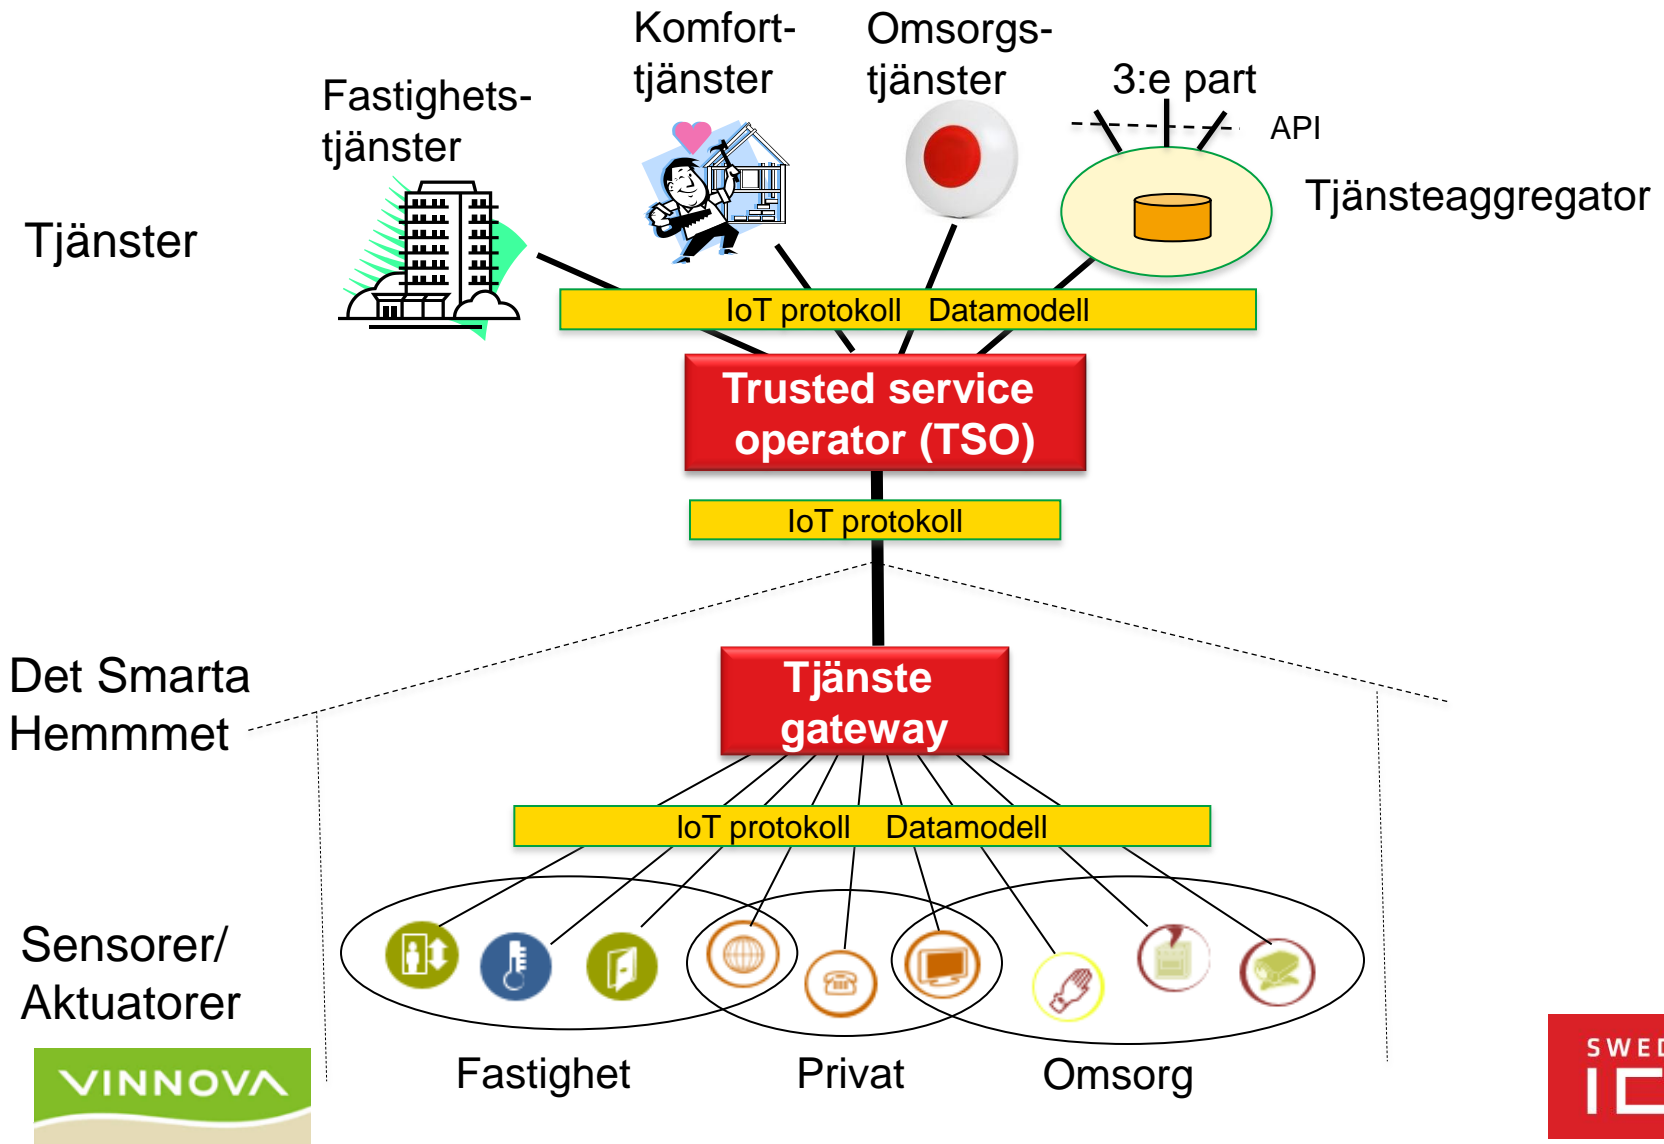 Komfort-
tjänster
Omsorgs-
tjänster
3:e part
Fastighets-
tjänster
API
Tjänsteaggregator
Tjänster
IoT protokoll Datamodell
Trusted service
operator (TSO)
IoT protokoll
Det Smarta
Hemmmet
Tjänste
gateway
IoT protokoll Datamodell
Sensorer/
Aktuatorer
Fastighet
Privat
Omsorg
VINNOVA